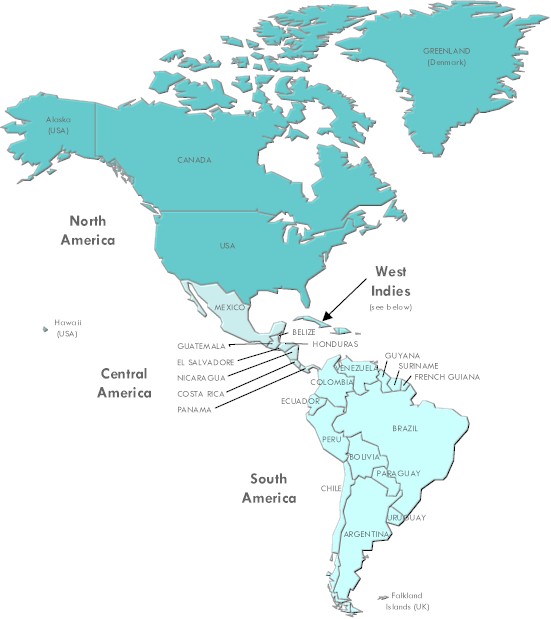 GREENLAND
(Denmark)
Alaska
(USA)
CANADA
North
America
USA
West
Indies
(see below)
MEXICO
Hawaii
(USA)
BELIZE
GUATEMALA
HONDURAS
EL SALVADORE
NICARAGUA
COSTA RICA
PANAMA
Central
America
GUYANA
SURINAME
FRENCH GUIANA
VENEZUELA
COLOMBIA
ECUADOR
BRAZIL
PERU
BOLIVIA
PARAGUAY
South
America
CHILE
URUGUAY
ARGENTINA
Falkland
Islands (UK)